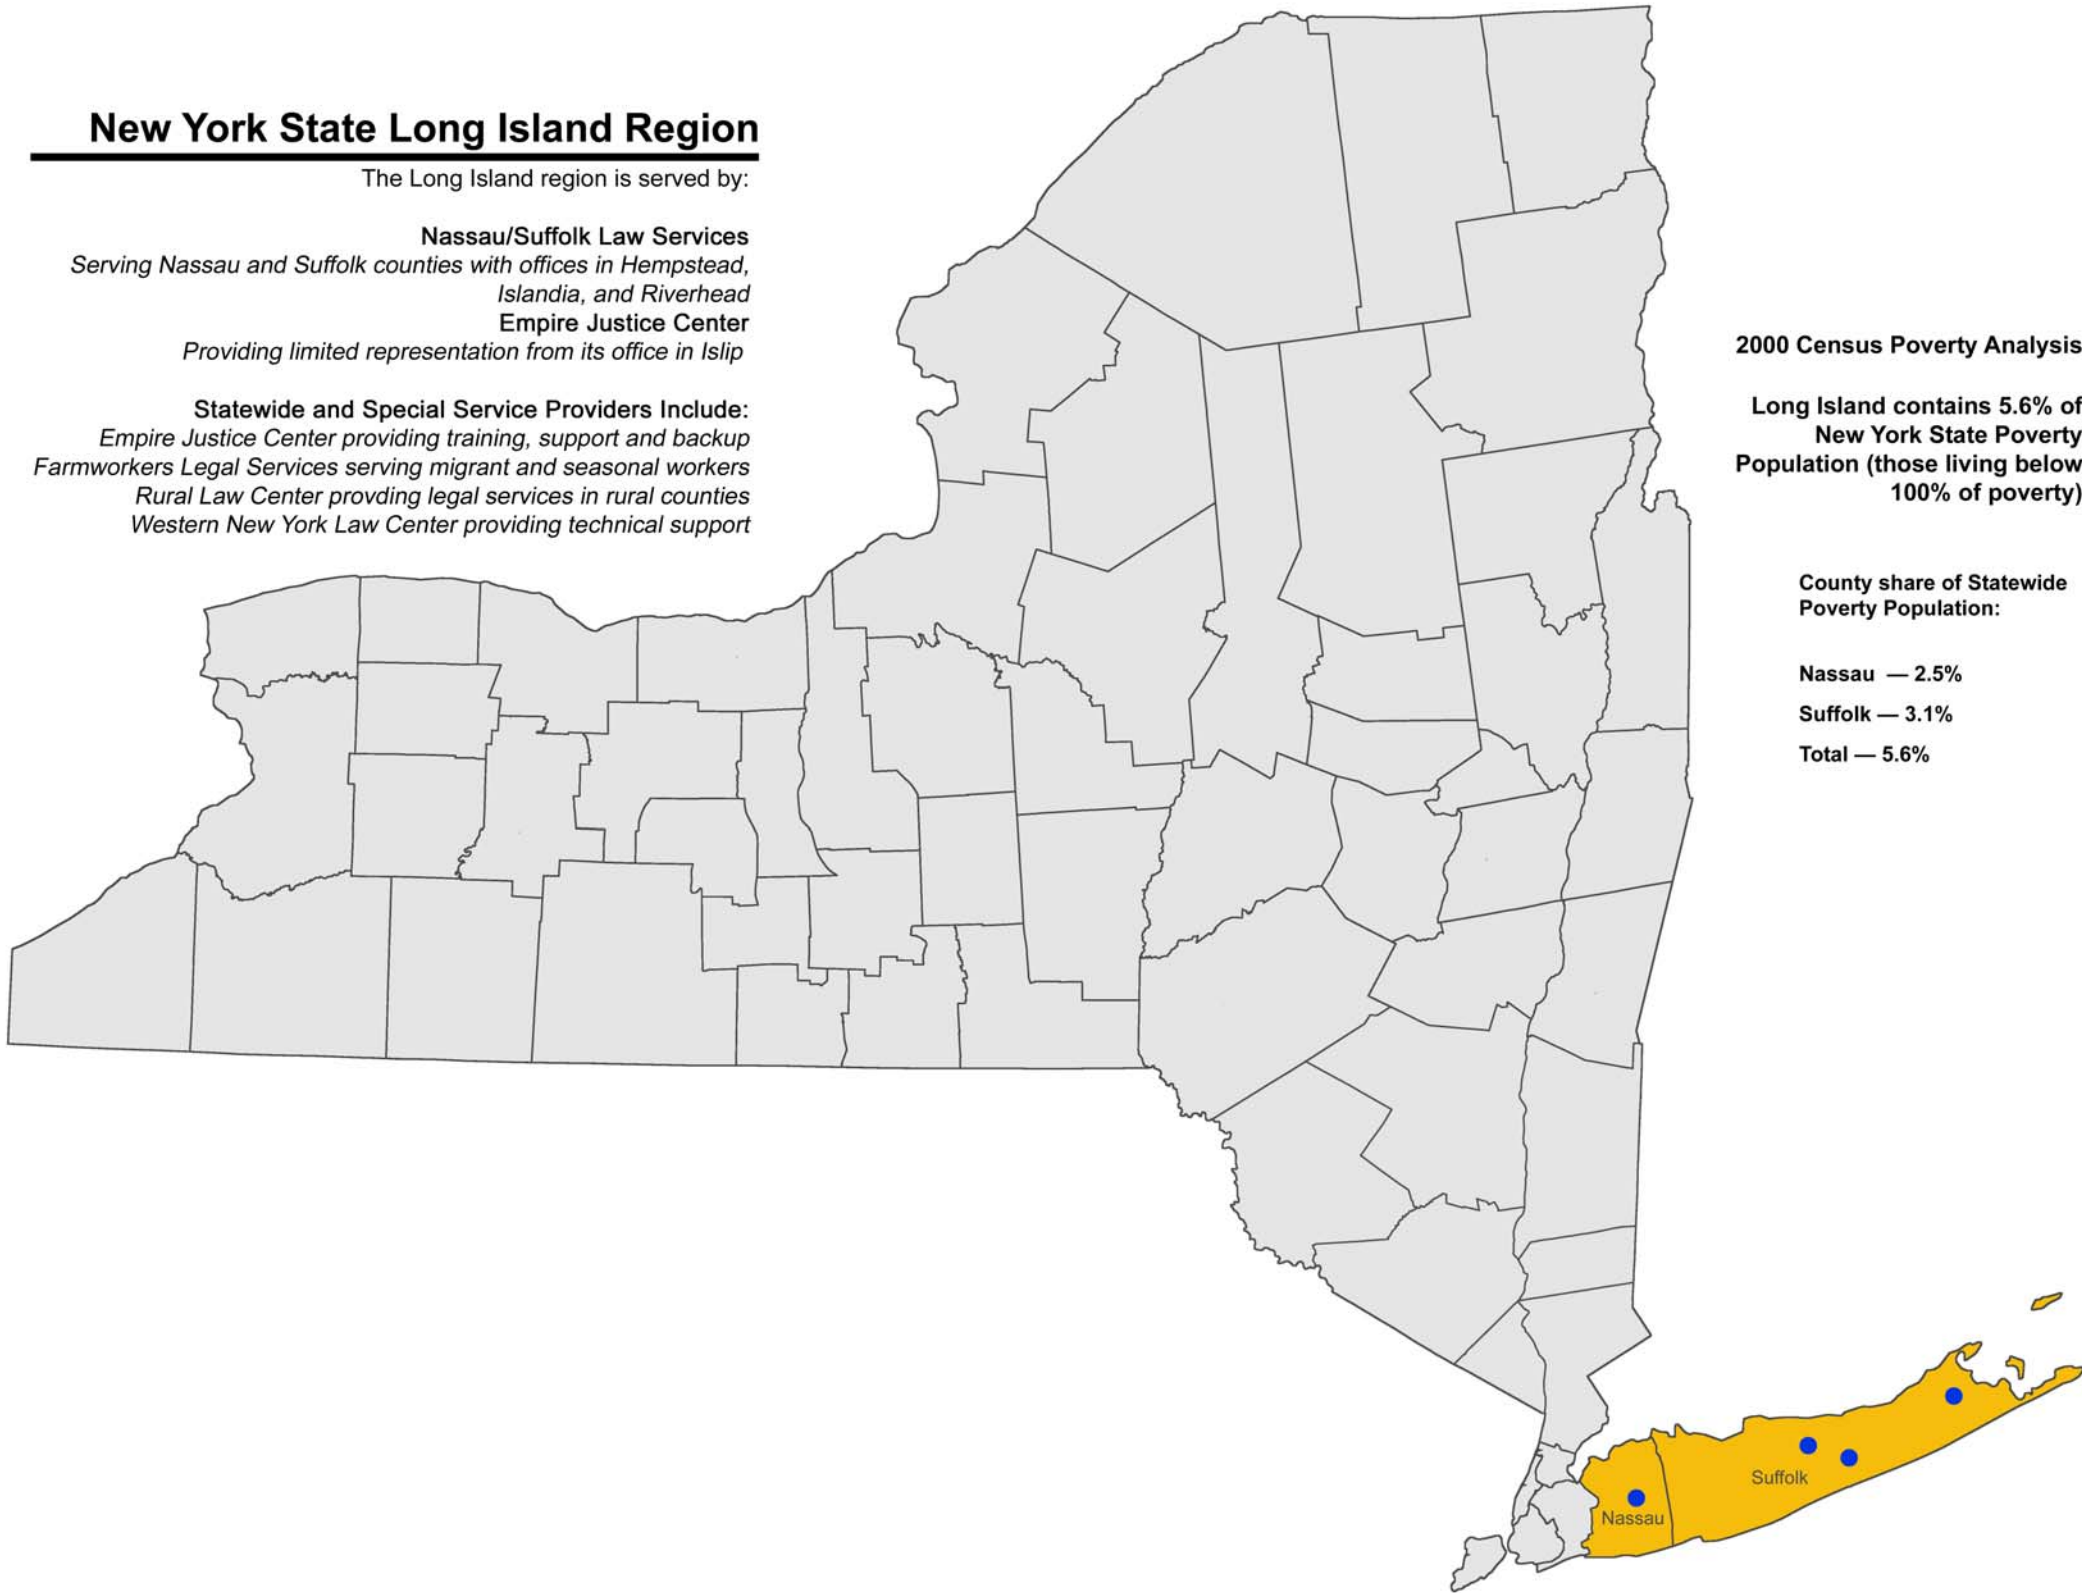 New York State Long Island Region
The Long Island region is served by:
Nassau/Suffolk Law Services
Serving Nassau and Suffolk counties with offices in Hempstead,
Islandia, and Riverhead
Empire Justice Center
Providing limited representation from its office in Islip
Statewide and Special Service Providers Include:
Empire Justice Center providing training, support and backup
Farmworkers Legal Services serving migrant and seasonal workers
Rural Law Center provding legal services in rural counties
Western New York Law Center providing technical support
2000 Census Poverty Analysis
Long Island contains 5.6% of
New York State Poverty
Population (those living below
100% of poverty)
County share of Statewide
Poverty Population:
Nassau — 2.5%
Suffolk — 3.1%
Total — 5.6%
Suffolk
Nassau